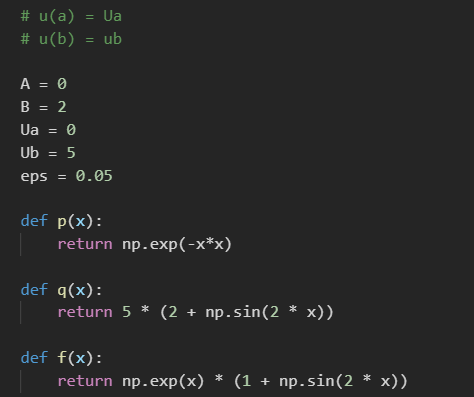 # u(a) = Ua
# u(b) = ub
A = 0
B = 2
Ua = 0
Ub = 5
eps = 0.05
def p(x):
    return np.exp(-x*x)
def q(x):
    return 5 * (2 + np.sin(2 * x))
def f(x):
    return np.exp(x) * (1 + np.sin(2 * x))